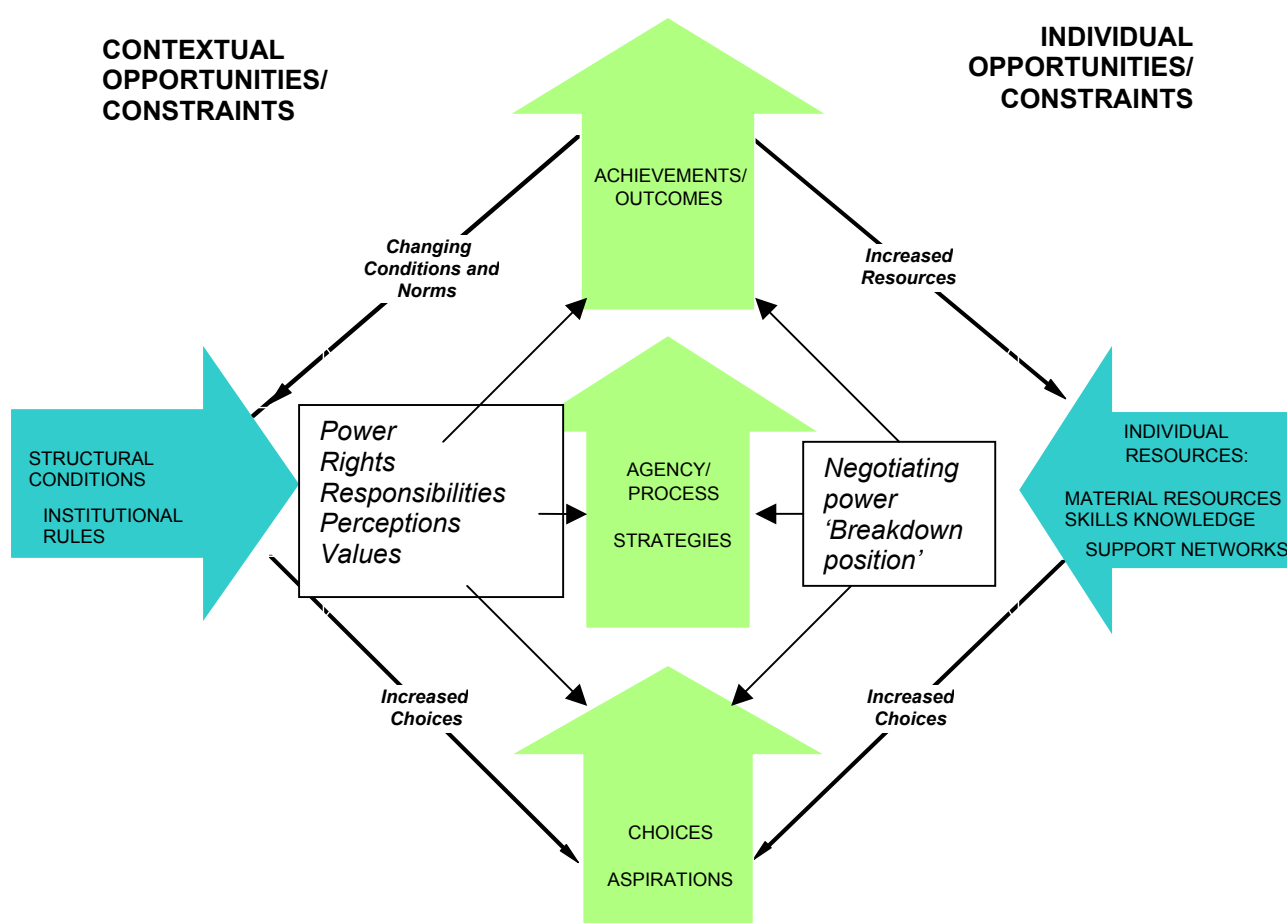 CONTEXTUAL
OPPORTUNITIES/
CONSTRAINTS
INDIVIDUAL
OPPORTUNITIES/
CONSTRAINTS
ACHIEVEMENTS/
OUTCOMES
Changing
Conditions and
Norms
Increased
Resources
STRUCTURAL
CONDITIONS
INSTITUTIONAL
RULES
Power
Rights
Responsibilities
Perceptions
Values
AGENCY/
PROCESS
STRATEGIES
Negotiating
power
‘Breakdown
position’
INDIVIDUAL
RESOURCES:
MATERIAL RESOURCES
SKILLS KNOWLEDGE
SUPPORT NETWORKS
Increased
Choices
Increased
Choices
CHOICES
ASPIRATIONS